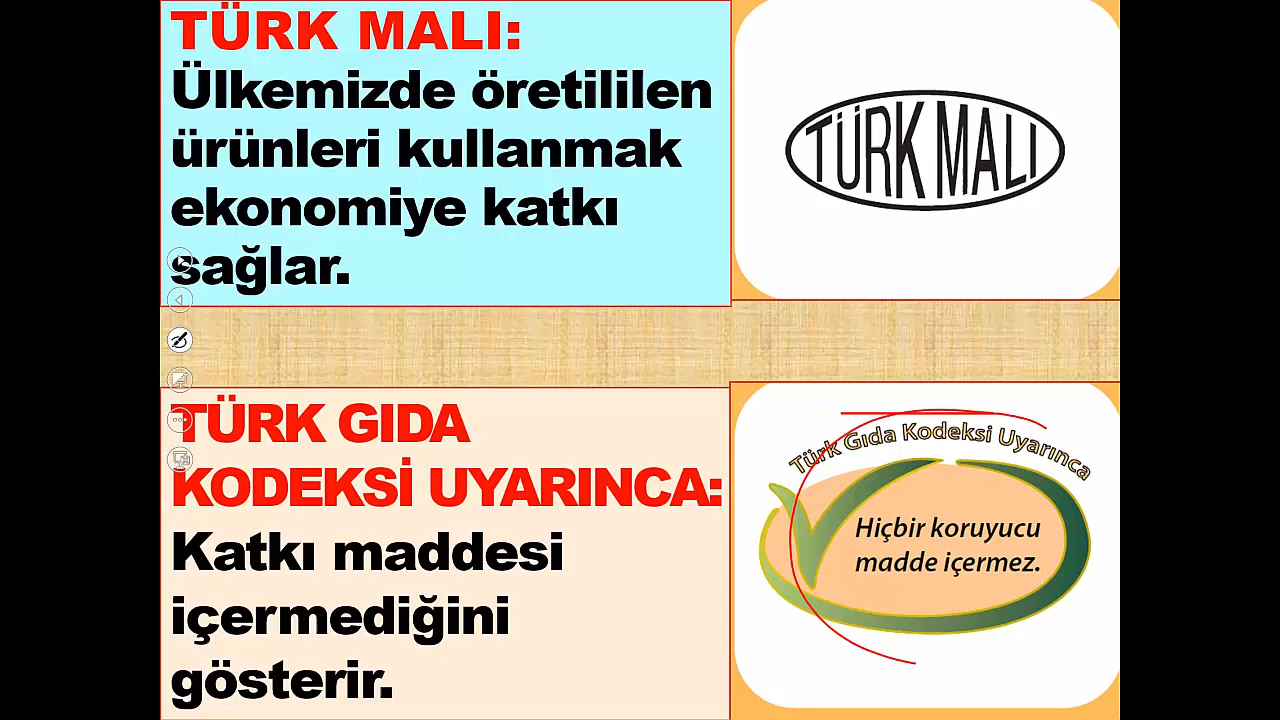 TÜRK MALI:
Ülkemizde öretililen
ürünleri kullanmak
ekonomiye katkı
sağlar.
TÜRK MALI
TÜRK GIDA
KODEKSİ UYARINCA:
Katkı maddesi
içermediğini
gösterir.
Türk Gıda Kodeksi Uyarınca
Hiçbir koruyucu
madde içermez.